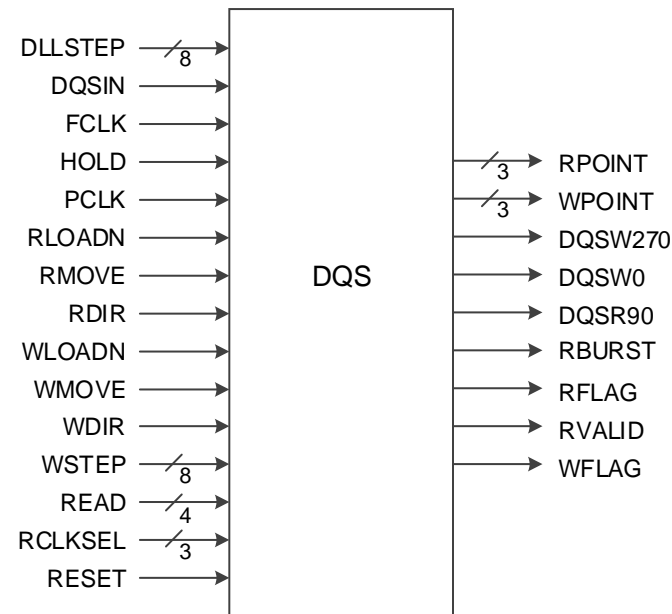 DLLSTEP
8
DQSIN
FCLK
HOLD
PCLK
RLOADN
RMOVE
RDIR
WLOADN
WMOVE
WDIR
WSTEP
8
READ
4
RCLKSEL
3
RESET
DQS
RPOINT
3
WPOINT
3
DQSW270
DQSW0
DQSR90
RBURST
RFLAG
RVALID
WFLAG